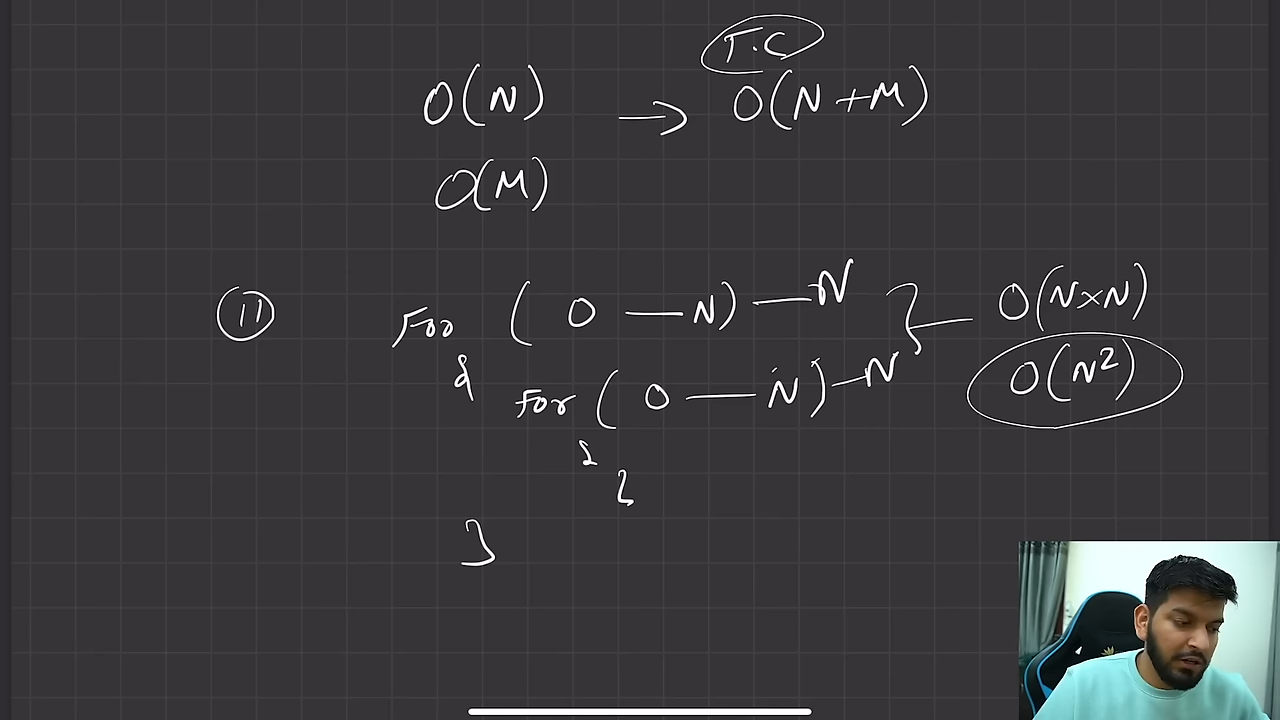 T.C
O(N) → O(N+M)
O(M)
(11) For ( 0 — N) — N } — O(N×N)
{ For ( 0 — N) — N O(N²)
{
}
}